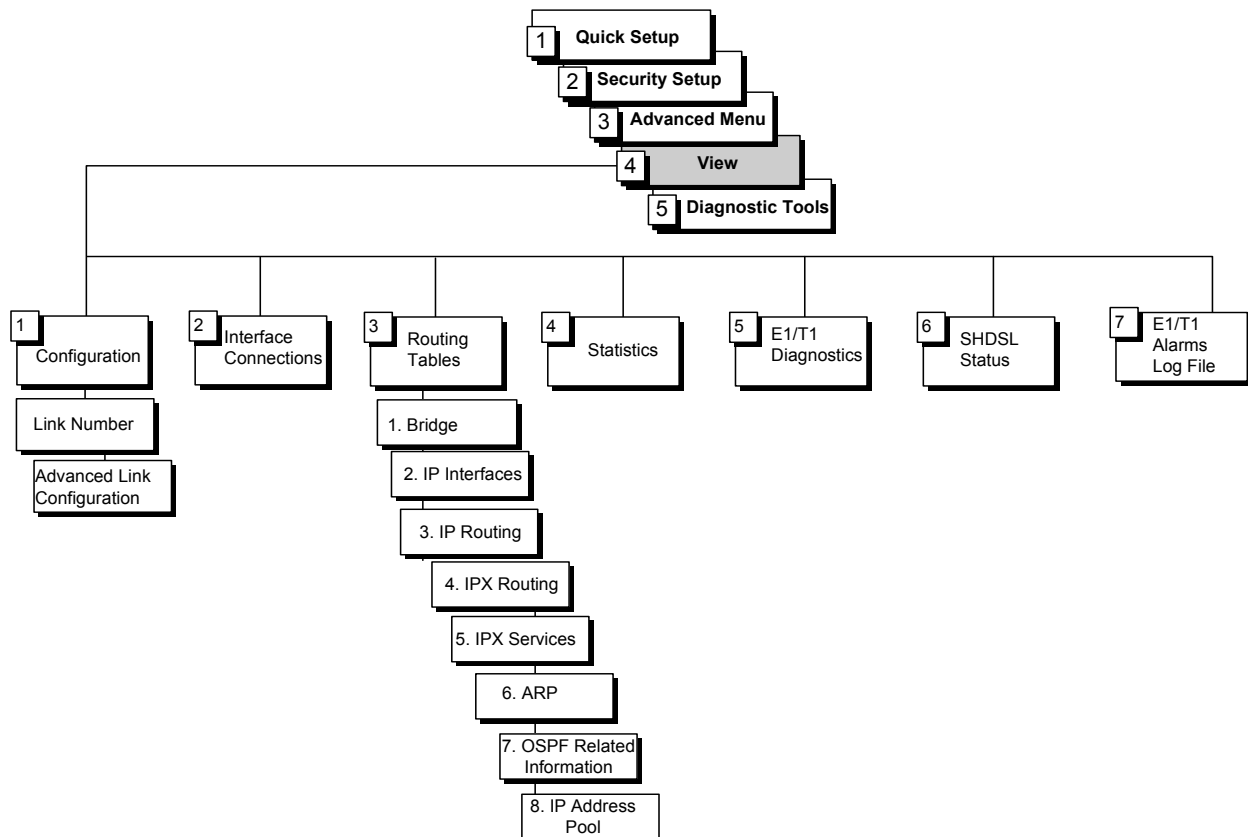 1
Quick Setup
2
Security Setup
3
Advanced Menu
4
View
5
Diagnostic Tools
1
Configuration
2
Interface
Connections
3
Routing
Tables
4
Statistics
5
E1/T1
Diagnostics
6
SHDSL
Status
7
E1/T1
Alarms
Log File
Link Number
Advanced Link
Configuration
1. Bridge
2. IP Interfaces
3. IP Routing
4. IPX Routing
5. IPX Services
6. ARP
7. OSPF Related
Information
8. IP Address
Pool